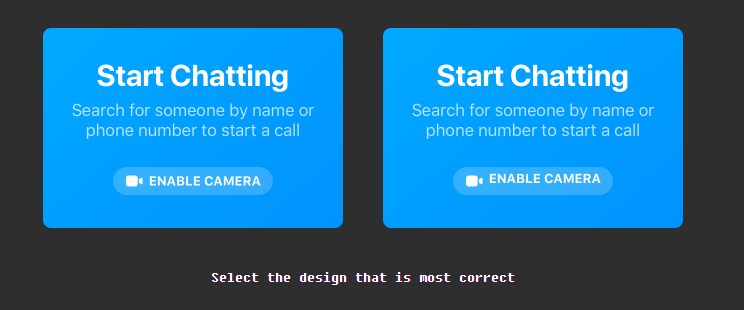 Start Chatting
Search for someone by name or
phone number to start a call
ENABLE CAMERA
Start Chatting
Search for someone by name or
phone number to start a call
ENABLE CAMERA
Select the design that is most correct